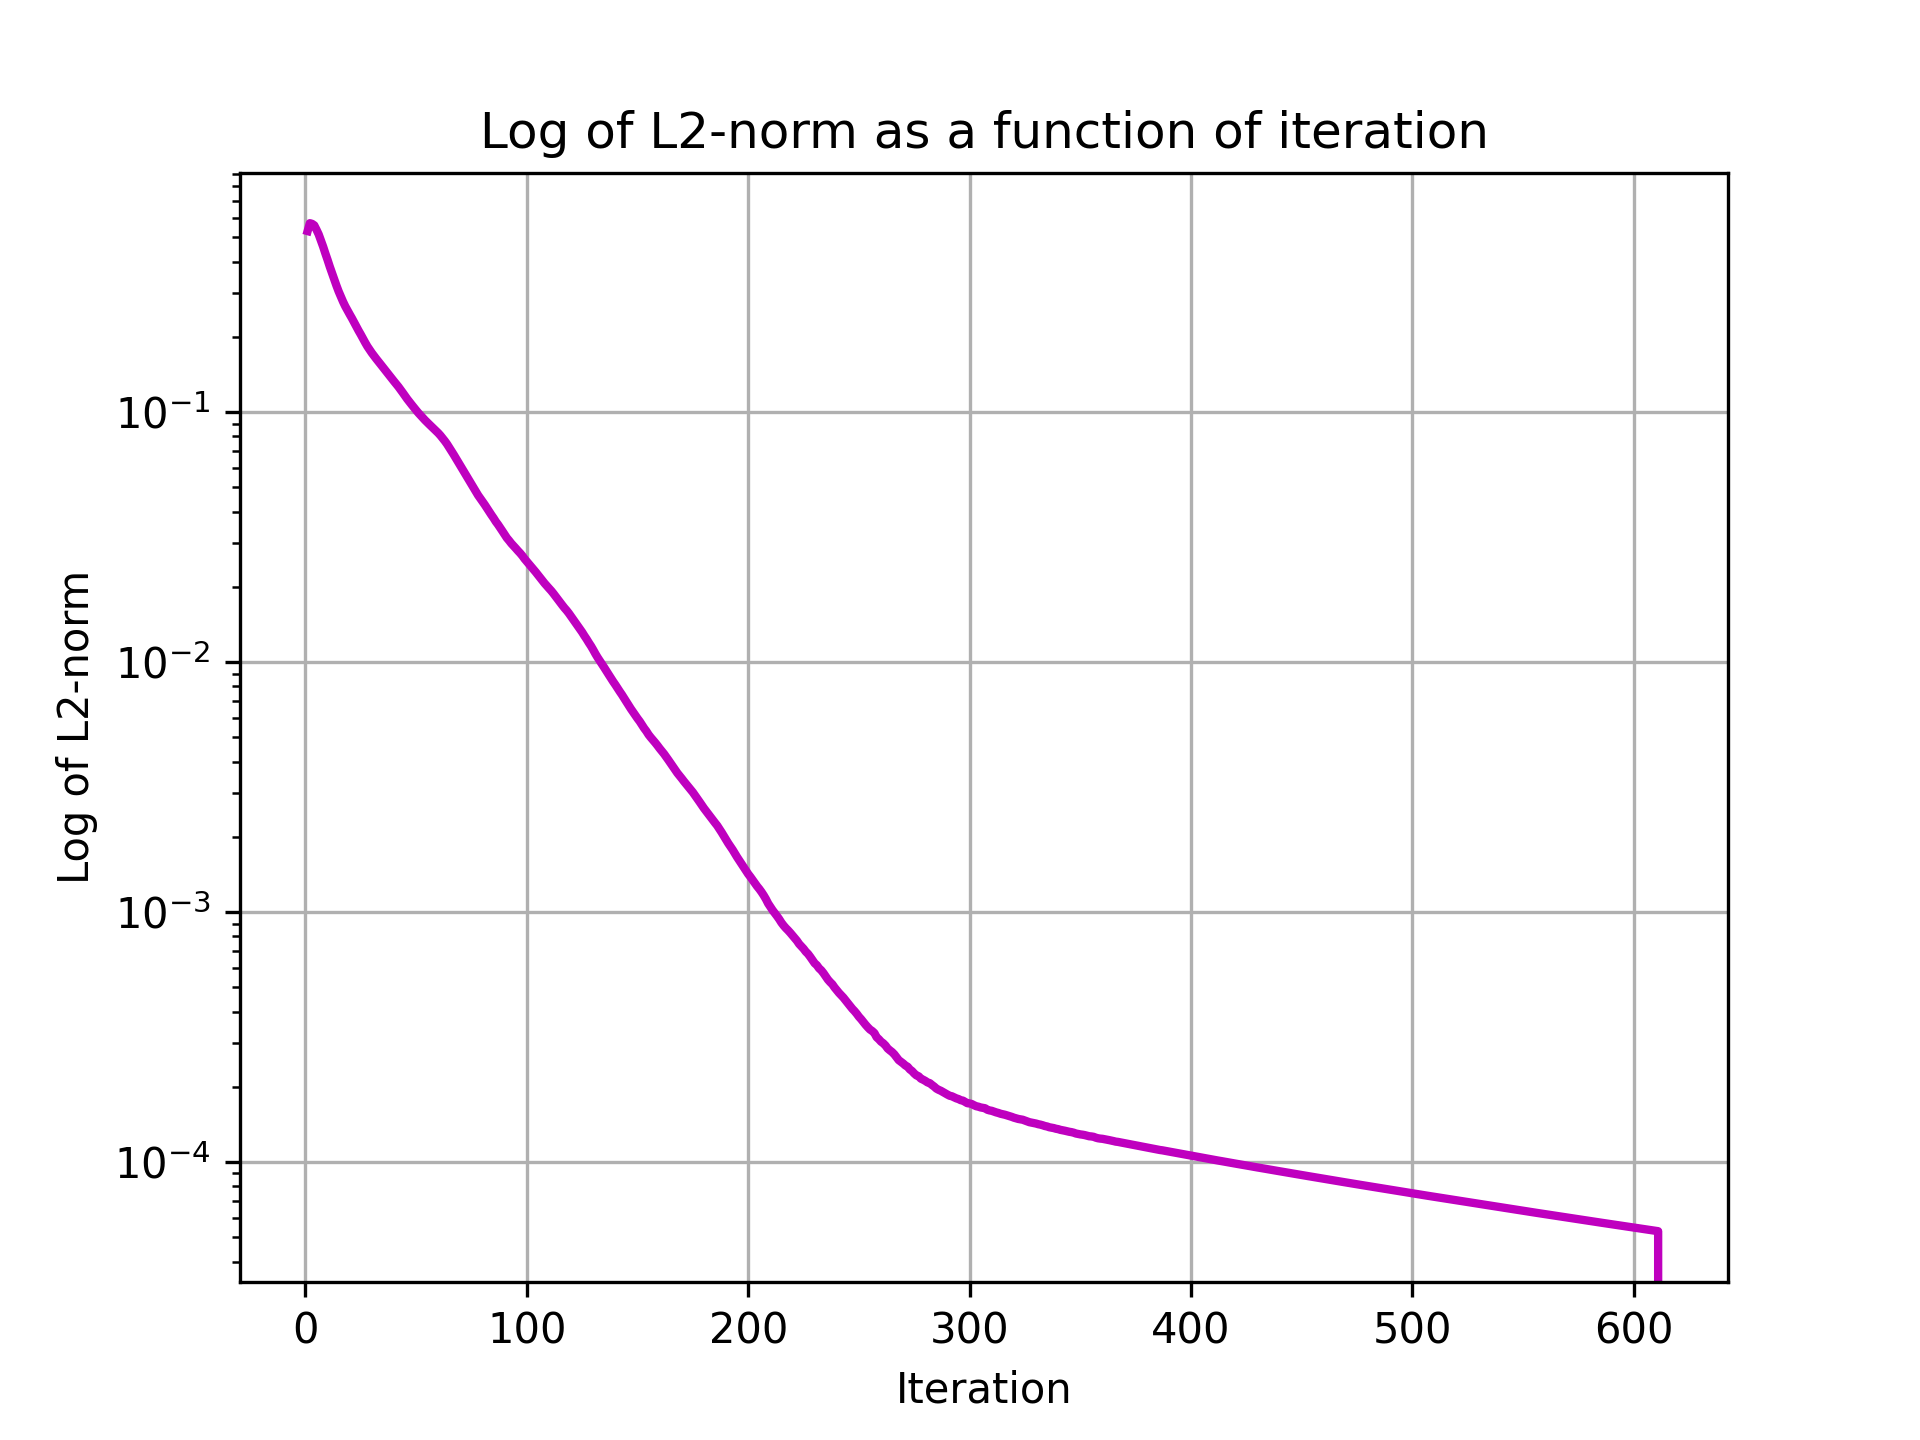 Log of L2-norm as a function of iteration
Log of L2-norm
10⁻¹
10⁻²
10⁻³
10⁻⁴
0 100 200 300 400 500 600
Iteration